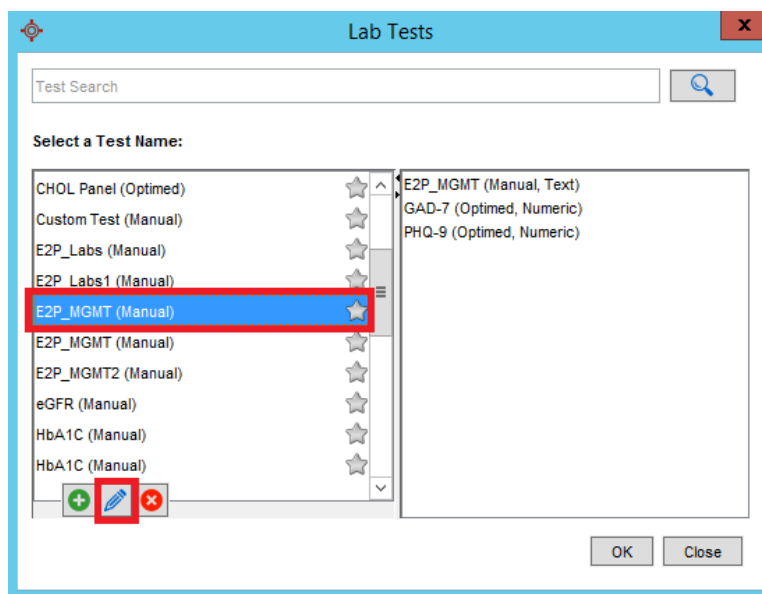 Lab Tests
x
Test Search
Select a Test Name:
CHOL Panel (Optimed)
Custom Test (Manual)
E2P_Labs (Manual)
E2P_Labs1 (Manual)
E2P_MGMT (Manual)
E2P_MGMT (Manual)
E2P_MGMT2 (Manual)
eGFR (Manual)
HbA1C (Manual)
HbA1C (Manual)
E2P_MGMT (Manual, Text)
GAD-7 (Optimed, Numeric)
PHQ-9 (Optimed, Numeric)
OK
Close